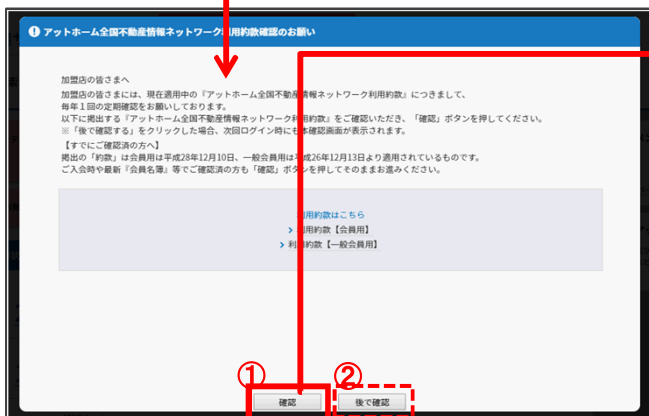 アットホーム全国不動産情報ネットワーク利用約款確認のお願い
加盟店の皆さまへ
加盟店の皆さまには、現在適用中の『アットホーム全国不動産情報ネットワーク利用約款』につきまして、
毎年１回の定期確認をお願いしております。
以下に掲出する『アットホーム全国不動産情報ネットワーク利用約款』をご確認いただき、「確認」ボタンを押してください。
※「後で確認する」をクリックした場合、次回ログイン時にも本確認画面が表示されます。
【すでにご確認済の方へ】
掲出の「約款」は会員用は平成28年12月10日、一般会員用は平成26年12月13日より適用されているものです。
ご入会時や最新『会員名簿』等でご確認済の方も「確認」ボタンを押してそのままお進みください。
利用約款はこちら
利用約款【会員用】
利用約款【一般会員用】
① ②
確認 後で確認